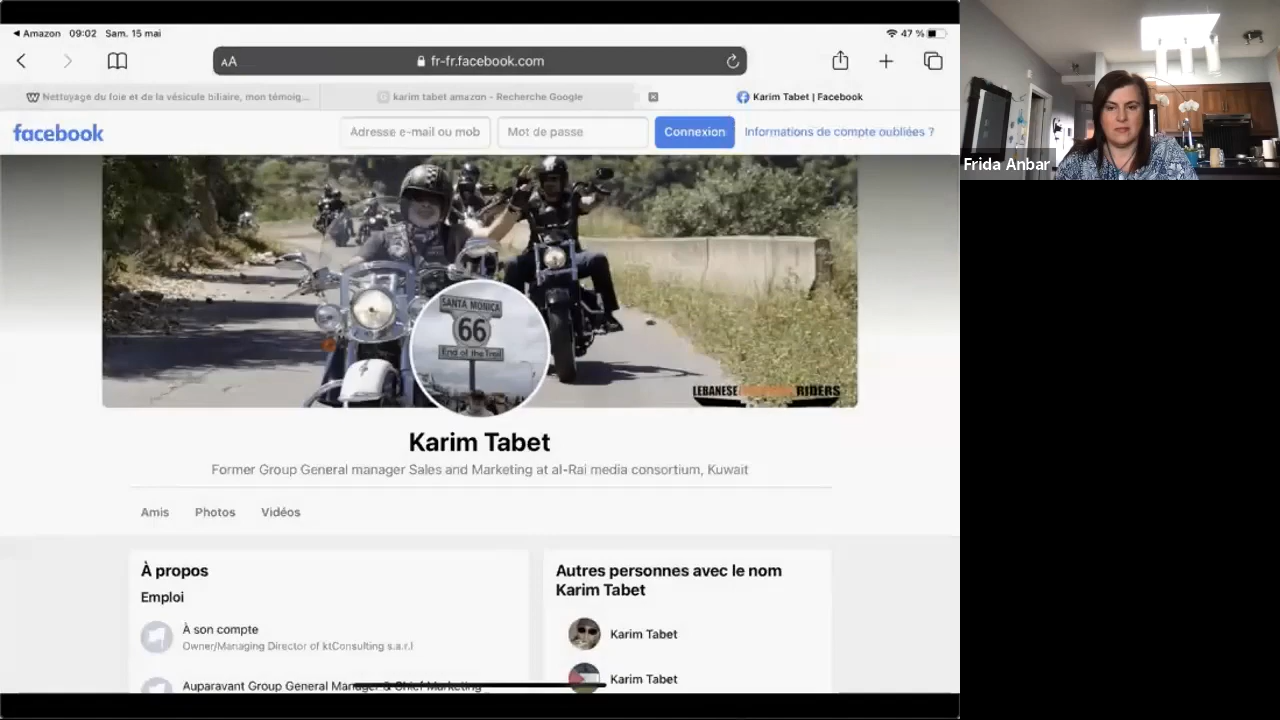 Amazon 09:02 Sam. 15 mai
47 %
AA
fr-fr.facebook.com
Nettoyage du foie et de la vésicule biliaire, mon témoig...
karim tabet amazon - Recherche Google
Karim Tabet | Facebook
facebook
Adresse e-mail ou mob
Mot de passe
Connexion
Informations de compte oubliées ?
Frida Anbar
SANTA MONICA
66
End of the Trail
LEBANESE
RIDERS
Karim Tabet
Former Group General manager Sales and Marketing at al-Rai media consortium, Kuwait
Amis
Photos
Vidéos
À propos
Emploi
À son compte
Owner/Managing Director of ktConsulting s.a.r.l
Auparavant Group General Manager & Chief Marketing
Autres personnes avec le nom
Karim Tabet
Karim Tabet
Karim Tabet